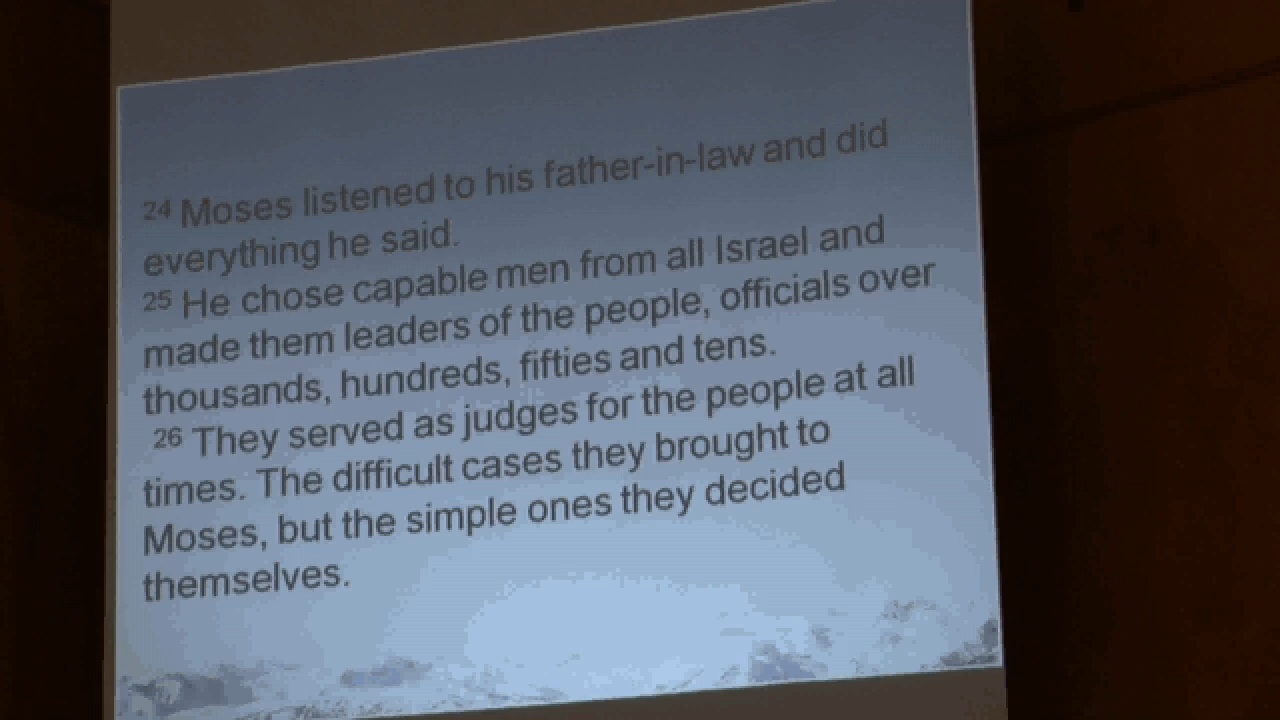 24 Moses listened to his father-in-law and did
everything he said.
25 He chose capable men from all Israel and
made them leaders of the people, officials over
thousands, hundreds, fifties and tens.
26 They served as judges for the people at all
times. The difficult cases they brought to
Moses, but the simple ones they decided
themselves.